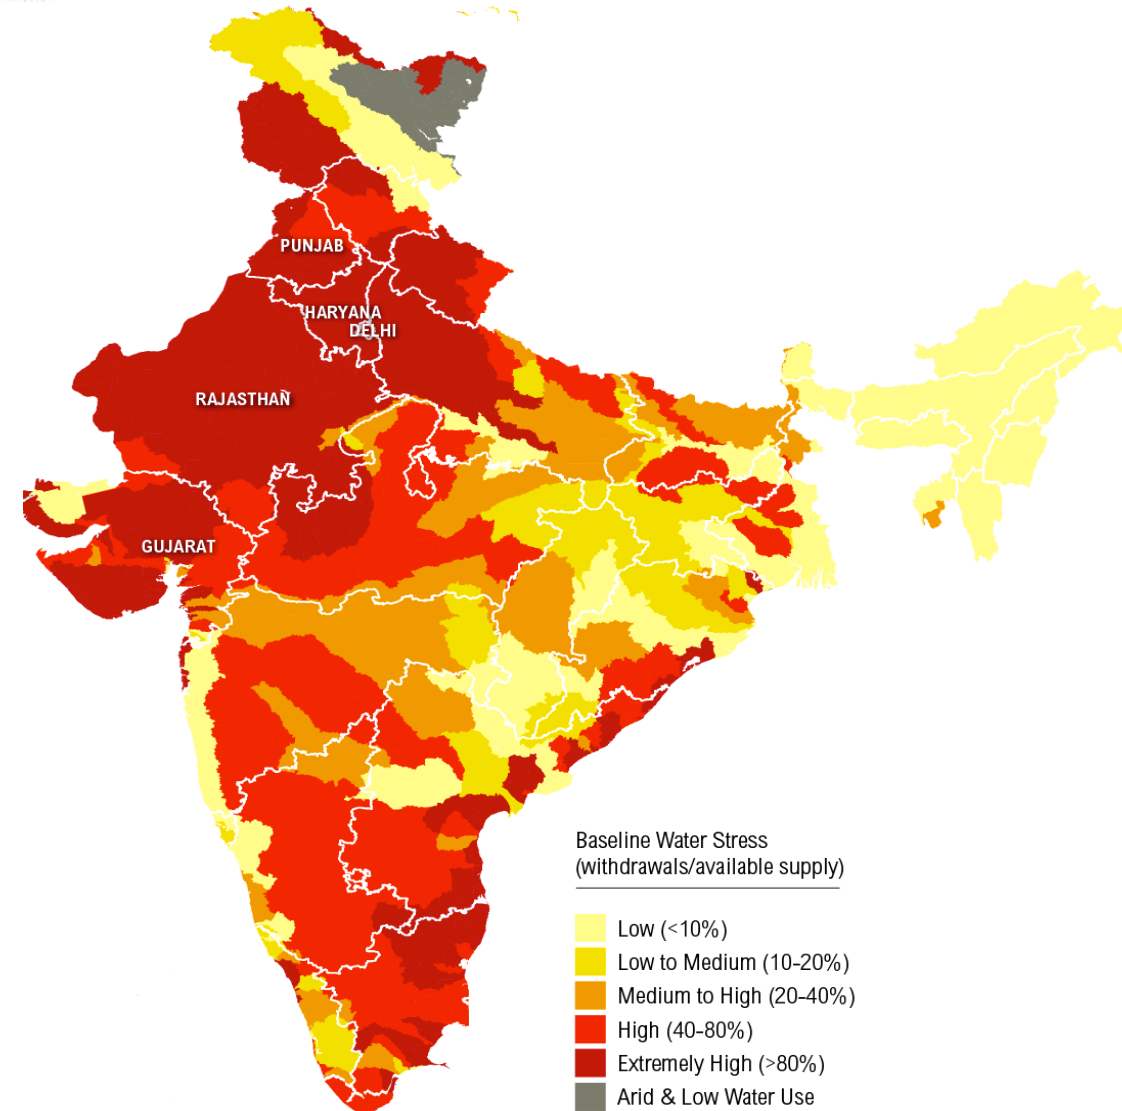 PUNJAB
HARYANA
DELHI
RAJASTHAN
GUJARAT
Baseline Water Stress
(withdrawals/available supply)
Low (<10%)
Low to Medium (10-20%)
Medium to High (20-40%)
High (40-80%)
Extremely High (>80%)
Arid & Low Water Use